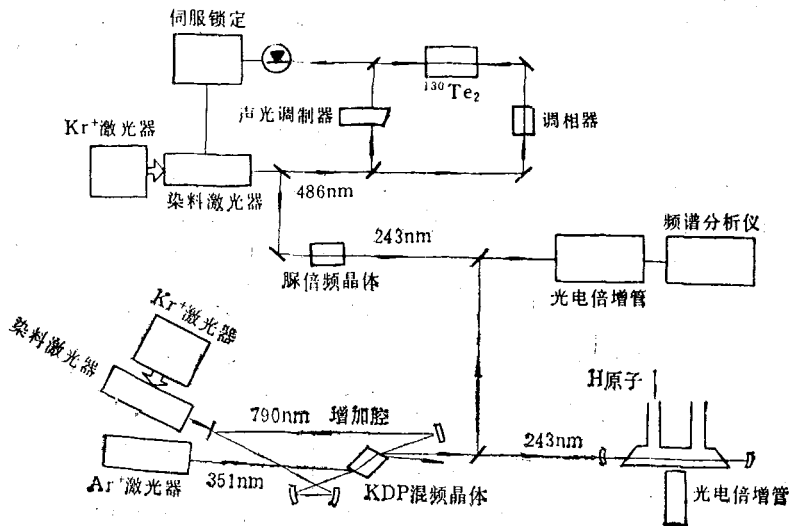 伺服锁定
¹³⁰Te₂
声光调制器
调相器
Kr⁺激光器
染料激光器
486nm
243nm
频谱分析仪
脲倍频晶体
光电倍增管
Kr⁺激光器
染料激光器
H原子
790nm 增加腔
243nm
Ar⁺激光器
351nm
KDP混频晶体
光电倍增管